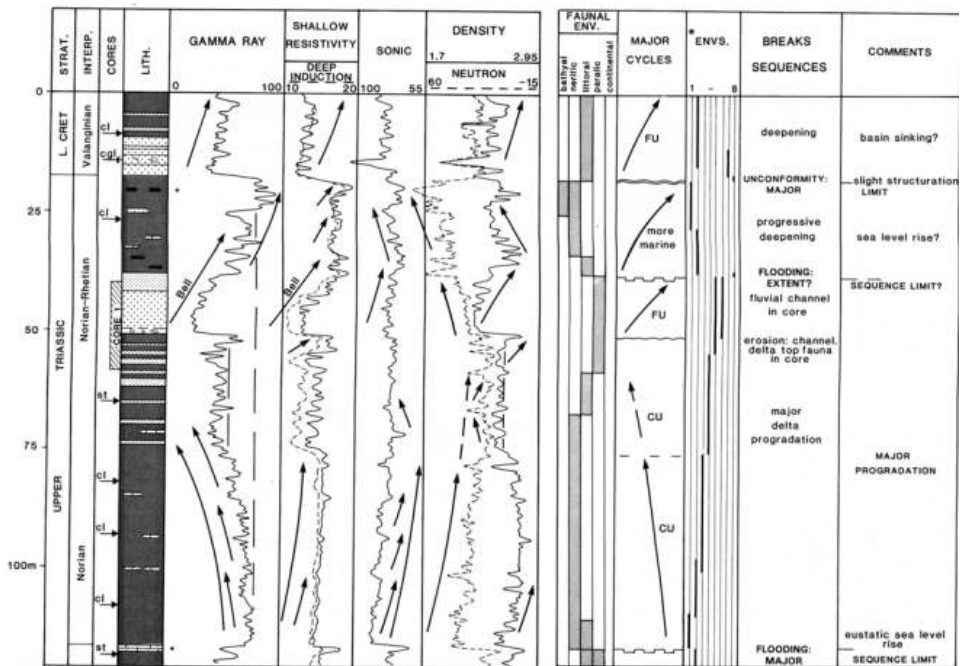 STRAT.
INTERP.
CORES
LITH.
GAMMA RAY
0 100
SHALLOW
RESISTIVITY
DEEP
INDUCTION
10 20
SONIC
100 55
DENSITY
1.7 2.95
NEUTRON
60 -15
FAUNAL
ENV.
bathyal
neritic
littoral
paralic
continental
MAJOR
CYCLES
* ENVS.
1 - 8
BREAKS
SEQUENCES
COMMENTS
0
25
50
75
100m
L. CRET
TRIASSIC
UPPER
Valanginian
Norian-Rhetian
Norian
cl
cgl
cl
CORE 1
st
cl
cl
cl
st
Bell
Bell
FU
more
marine
FU
CU
CU
deepening
UNCONFORMITY:
MAJOR
progressive
deepening
FLOODING:
EXTENT?
fluvial channel
in core
erosion: channel.
delta top fauna
in core
major
delta
progradation
FLOODING:
MAJOR
basin sinking?
slight structuration
LIMIT
sea level rise?
SEQUENCE LIMIT?
MAJOR
PROGRADATION
eustatic sea level
rise
SEQUENCE LIMIT